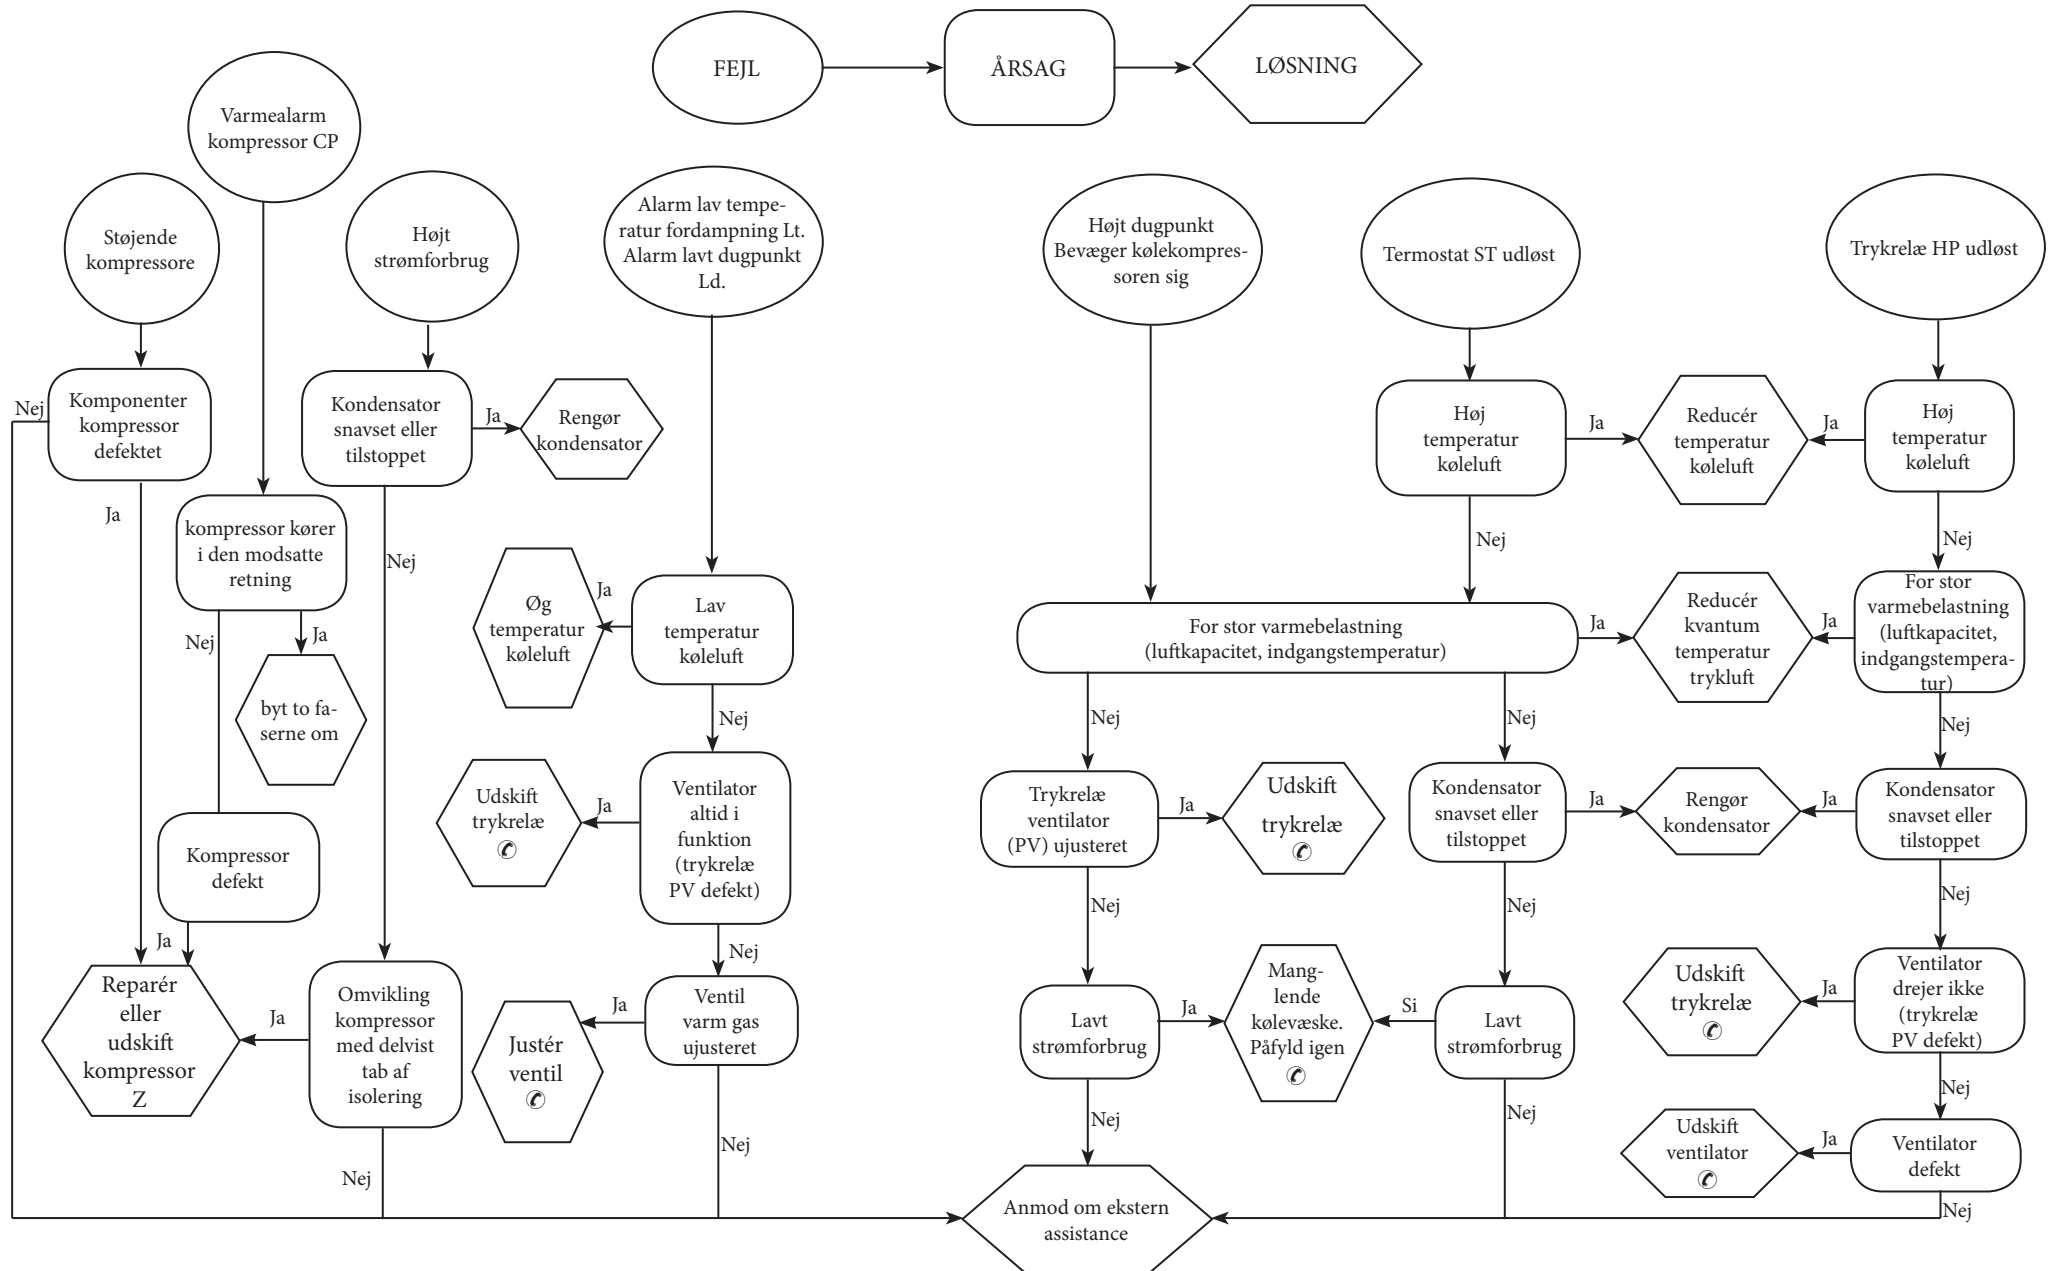 FEJL
ÅRSAG
LØSNING
Varmealarm
kompressor CP
Støjende
kompressore
Højt
strømforbrug
Alarm lav tempe-
ratur fordampning Lt.
Alarm lavt dugpunkt
Ld.
Højt dugpunkt
Bevæger kølekompres-
soren sig
Termostat ST udløst
Trykrelæ HP udløst
Nej
Komponenter
kompressor
defektet
Ja
Kondensator
snavset eller
tilstoppet
Ja
Rengør
kondensator
Nej
kompressor kører
i den modsatte
retning
Nej
Ja
byt to fa-
serne om
Kompressor
defekt
Ja
Reparér
eller
udskift
kompressor
Z
Ja
Omvikling
kompressor
med delvist
tab af
isolering
Nej
Øg
temperatur
køleluft
Ja
Lav
temperatur
køleluft
Nej
Udskift
trykrelæ
✆
Ja
Ventilator
altid i
funktion
(trykrelæ
PV defekt)
Nej
Justér
ventil
✆
Ja
Ventil
varm gas
ujusteret
Nej
Høj
temperatur
køleluft
Ja
Reducér
temperatur
køleluft
Ja
Høj
temperatur
køleluft
Nej
Nej
For stor varmebelastning
(luftkapacitet, indgangstemperatur)
Ja
Reducér
kvantum
temperatur
trykluft
Ja
For stor
varmebelastning
(luftkapacitet,
indgangstempera-
tur)
Nej
Nej
Nej
Trykrelæ
ventilator
(PV) ujusteret
Ja
Udskift
trykrelæ
✆
Kondensator
snavset eller
tilstoppet
Ja
Rengør
kondensator
Ja
Kondensator
snavset eller
tilstoppet
Nej
Nej
Nej
Lavt
strømforbrug
Ja
Mang-
lende
kølevæske.
Påfyld igen
✆
Si
Lavt
strømforbrug
Udskift
trykrelæ
✆
Ja
Ventilator
drejer ikke
(trykrelæ
PV defekt)
Nej
Nej
Nej
Udskift
ventilator
✆
Ja
Ventilator
defekt
Nej
Anmod om ekstern
assistance